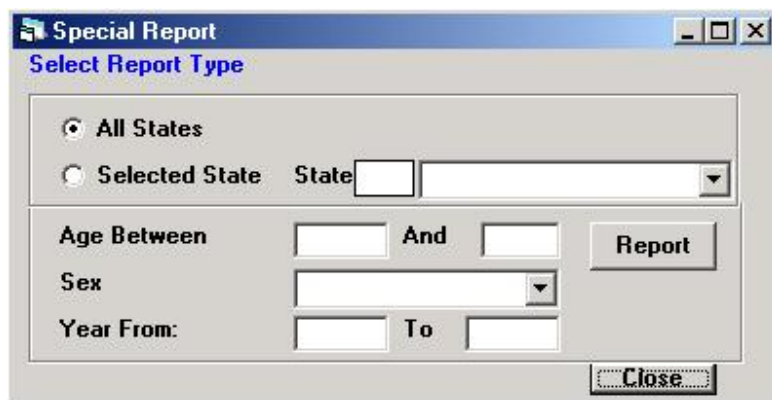 Special Report
Select Report Type
All States
Selected State State
Age Between And Report
Sex
Year From: To
Close